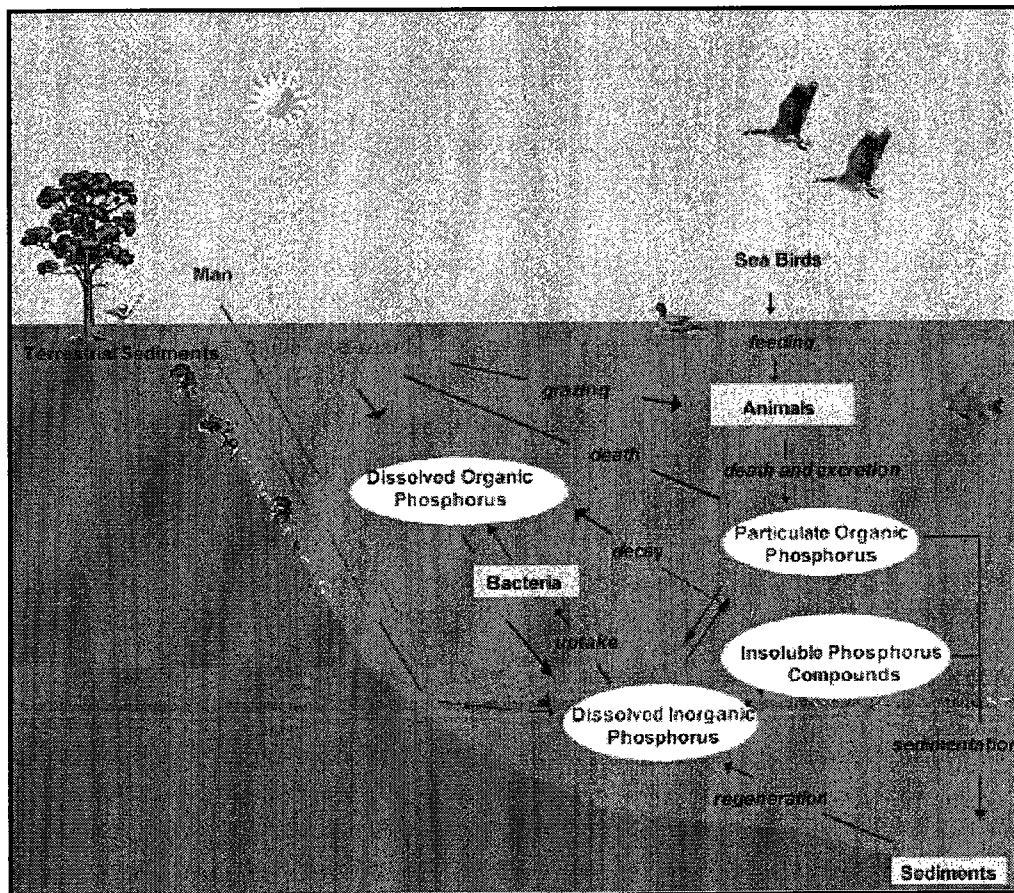 Man
Sea Birds
Terrestrial Sediments
feeding
grazing
Animals
death
death and excretion
Dissolved Organic
Phosphorus
Particulate Organic
Phosphorus
decay
Bacteria
uptake
Insoluble Phosphorus
Compounds
Dissolved Inorganic
Phosphorus
sedimentation
regeneration
Sediments